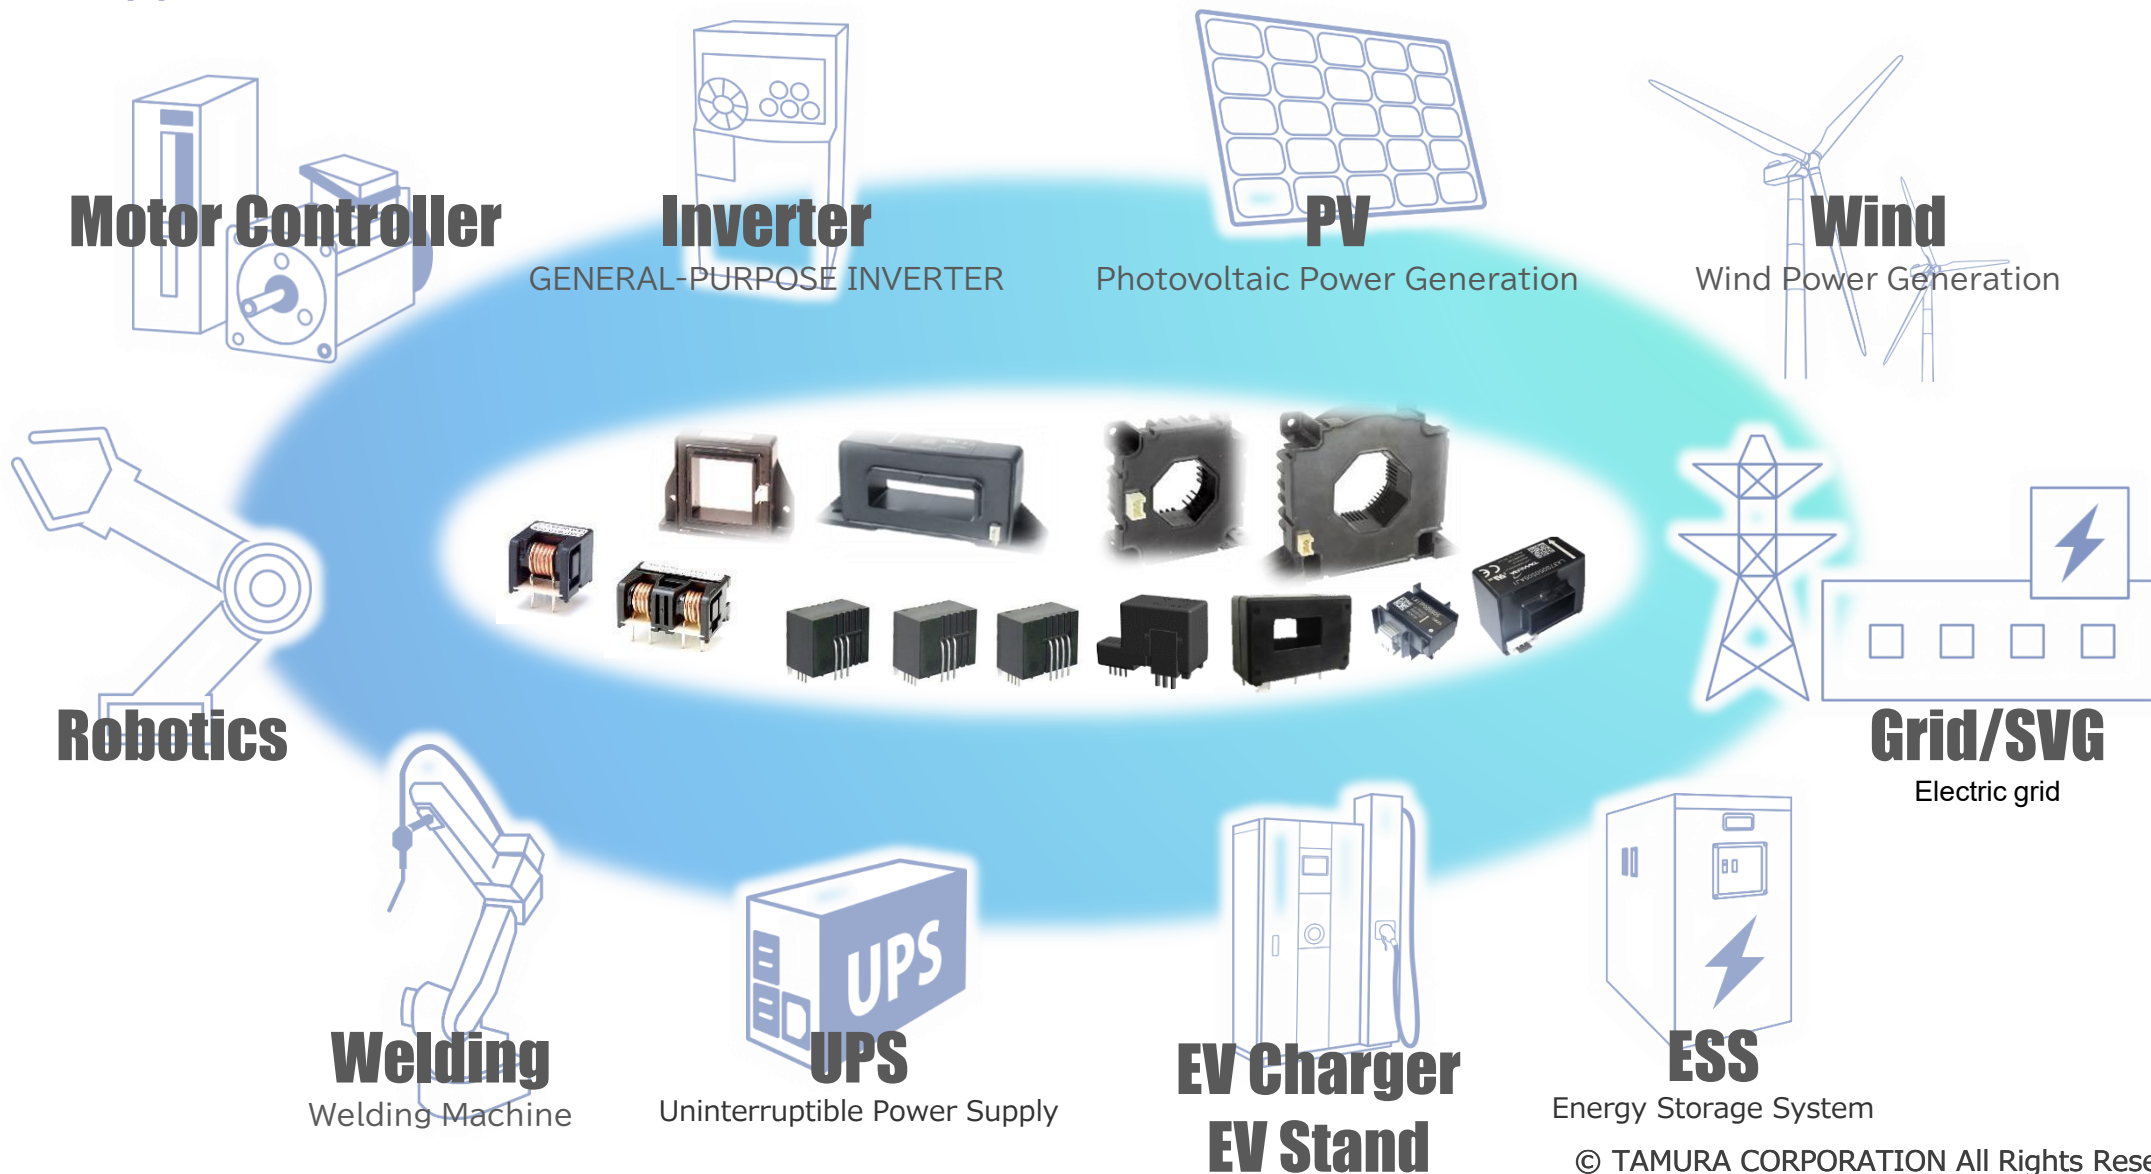 Motor Controller
Inverter
GENERAL-PURPOSE INVERTER
PV
Photovoltaic Power Generation
Wind
Wind Power Generation
Robotics
Grid/SVG
Electric grid
Welding
Welding Machine
UPS
UPS
Uninterruptible Power Supply
EV Charger
EV Stand
ESS
Energy Storage System
© TAMURA CORPORATION All Rights Rese